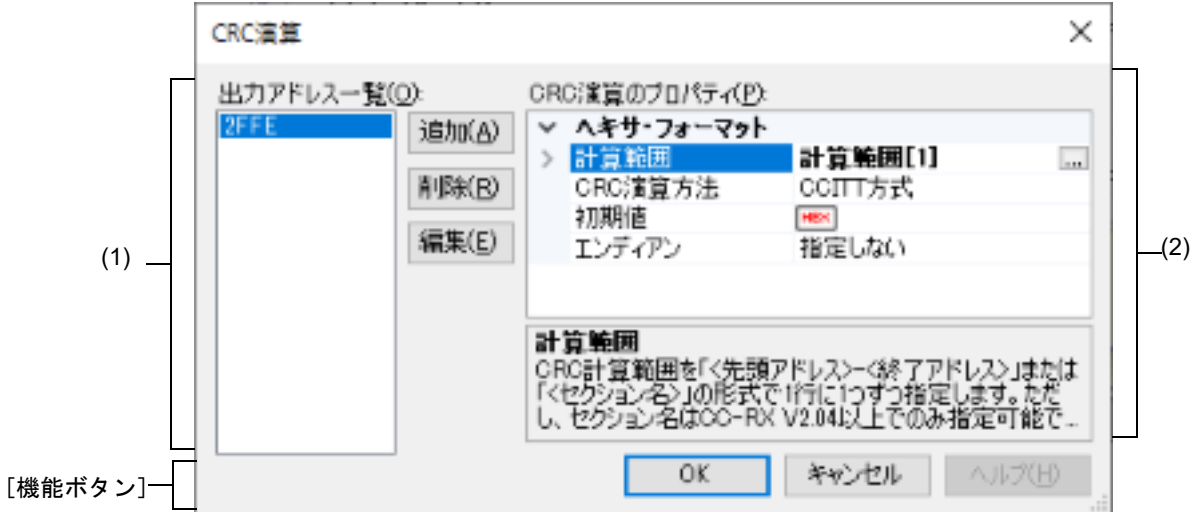 CRC演算
出力アドレス一覧(O):
2FFE
追加(A)
削除(R)
編集(E)
CRC演算のプロパティ(P):
ヘキサ・フォーマット
計算範囲 計算範囲[1] ...
CRC演算方法 CCITT方式
初期値 HEX
エンディアン 指定しない
計算範囲
CRC計算範囲を「<先頭アドレス>-<終了アドレス>」または
「<セクション名>」の形式で1行に1つずつ指定します。ただ
し、セクション名はCC-RX V2.04以上でのみ指定可能で...
OK キャンセル ヘルプ(H)
(1)
(2)
[機能ボタン]